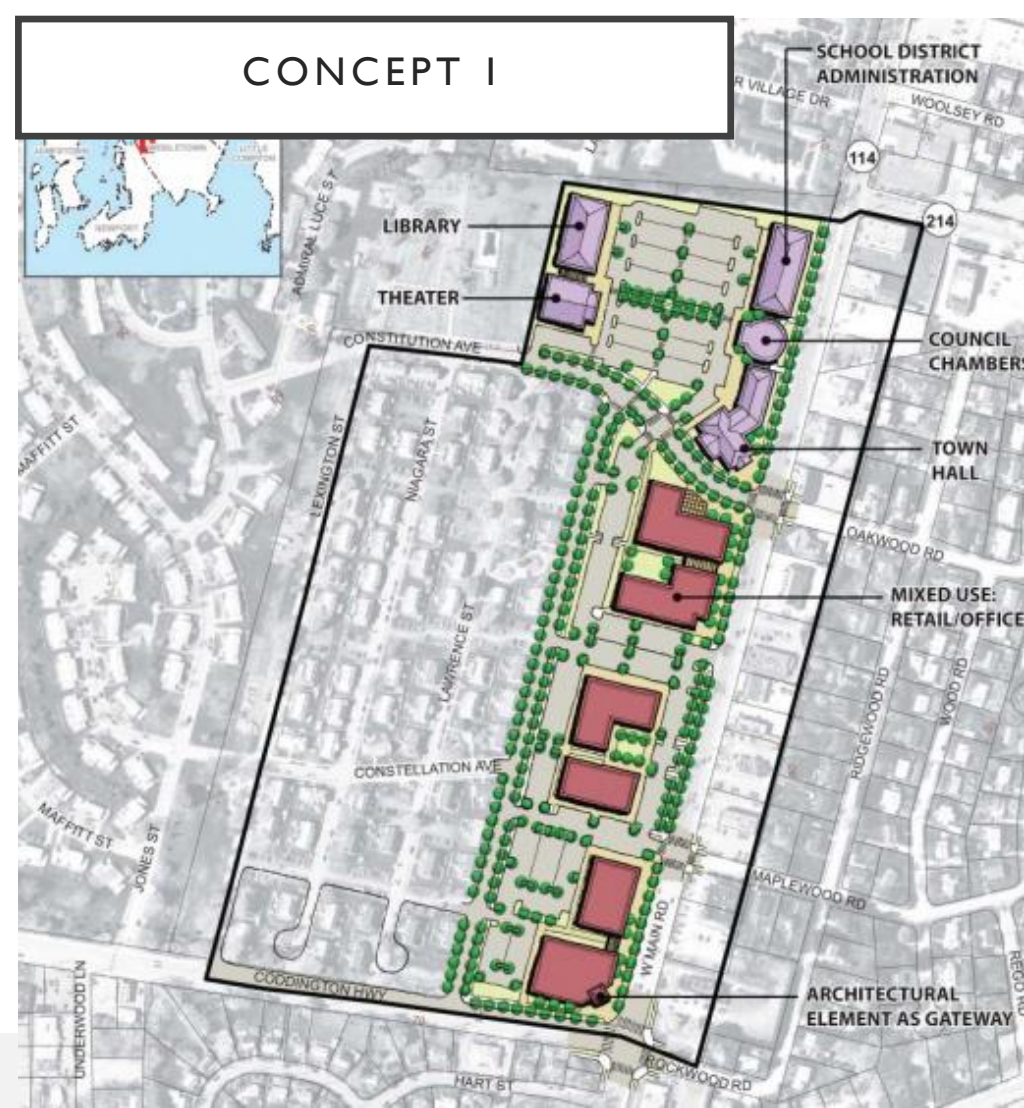 CONCEPT I
SCHOOL DISTRICT
ADMINISTRATION
R VILLAGE DR
WOOLSEY RD
114
214
NEWPORT
ADMIRAL LUCE ST
LIBRARY
THEATER
CONSTITUTION AVE
COUNCIL
CHAMBERS
MAFFITT ST
LEXINGTON ST
NIAGARA ST
TOWN
HALL
OAKWOOD RD
MIXED USE:
RETAIL/OFFICE
LAWRENCE ST
RIDGEWOOD RD
WOOD RD
CONSTELLATION AVE
MAFFITT ST
JONES ST
MAPLEWOOD RD
W MAIN RD
UNDERWOOD LN
CODDINGTON HWY
ARCHITECTURAL
ELEMENT AS GATEWAY
ROCKWOOD RD
HART ST